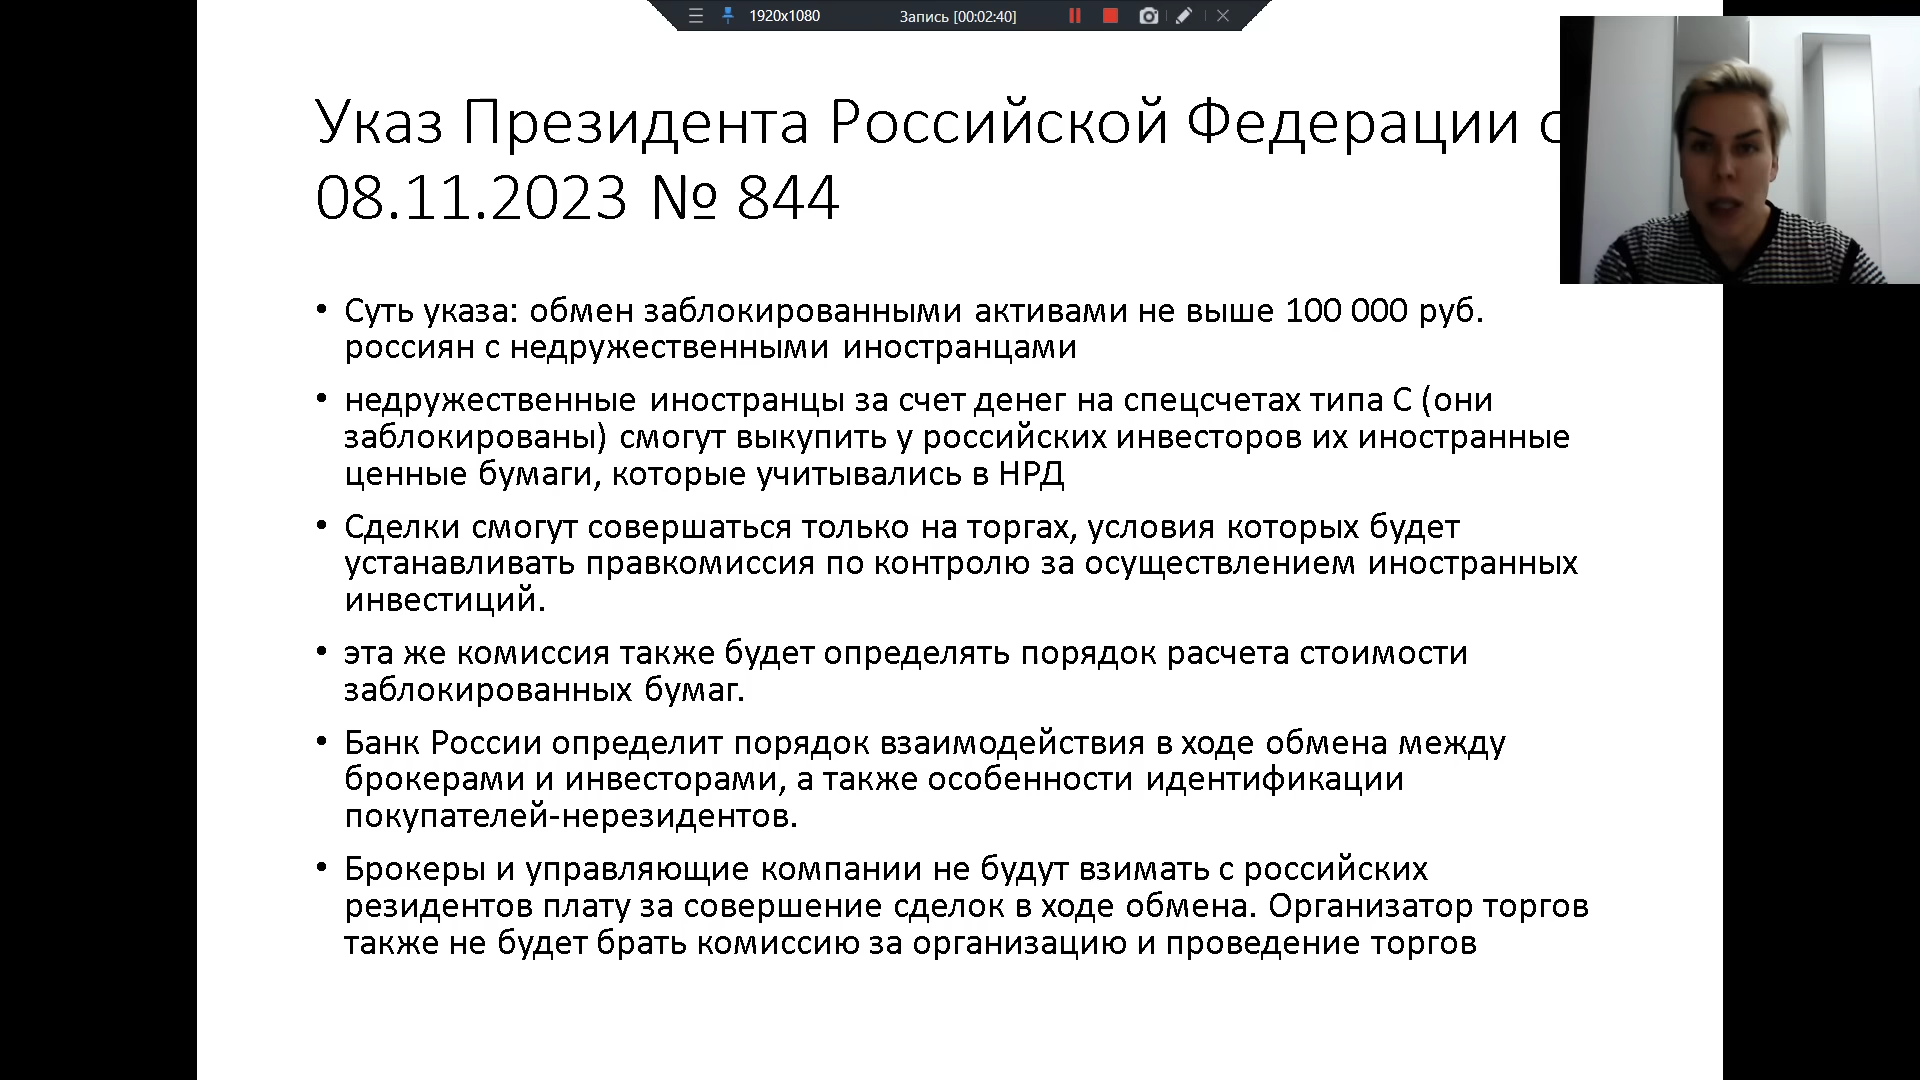 1920x1080 Запись [00:02:40]
Указ Президента Российской Федерации о
08.11.2023 № 844
• Суть указа: обмен заблокированными активами не выше 100 000 руб.
россиян с недружественными иностранцами
• недружественные иностранцы за счет денег на спецсчетах типа С (они
заблокированы) смогут выкупить у российских инвесторов их иностранные
ценные бумаги, которые учитывались в НРД
• Сделки смогут совершаться только на торгах, условия которых будет
устанавливать правкомиссия по контролю за осуществлением иностранных
инвестиций.
• эта же комиссия также будет определять порядок расчета стоимости
заблокированных бумаг.
• Банк России определит порядок взаимодействия в ходе обмена между
брокерами и инвесторами, а также особенности идентификации
покупателей-нерезидентов.
• Брокеры и управляющие компании не будут взимать с российских
резидентов плату за совершение сделок в ходе обмена. Организатор торгов
также не будет брать комиссию за организацию и проведение торгов